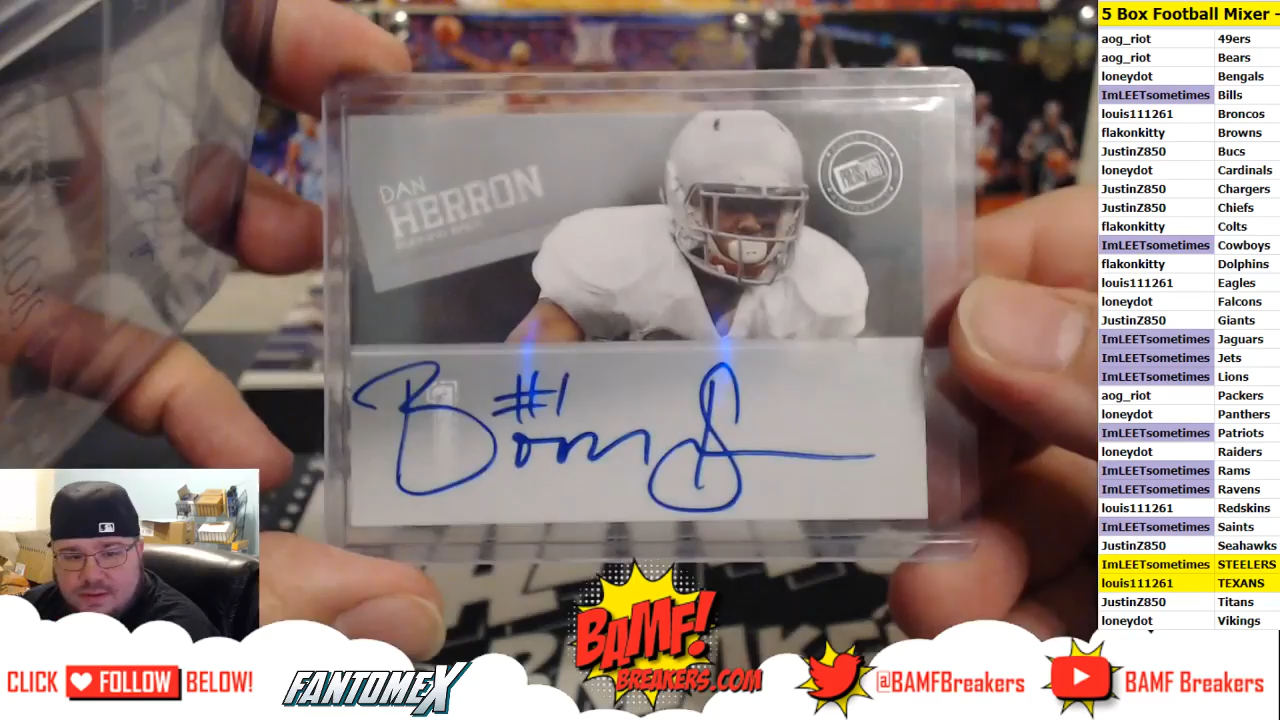 DAN
HERRON
RUNNING BACK
PRESS PASS
#1
5 Box Football Mixer -
aog_riot 49ers
aog_riot Bears
loneydot Bengals
ImLEETsometimes Bills
louis111261 Broncos
flakonkitty Browns
JustinZ850 Bucs
loneydot Cardinals
JustinZ850 Chargers
JustinZ850 Chiefs
flakonkitty Colts
ImLEETsometimes Cowboys
flakonkitty Dolphins
louis111261 Eagles
loneydot Falcons
JustinZ850 Giants
ImLEETsometimes Jaguars
ImLEETsometimes Jets
ImLEETsometimes Lions
aog_riot Packers
loneydot Panthers
ImLEETsometimes Patriots
loneydot Raiders
ImLEETsometimes Rams
ImLEETsometimes Ravens
louis111261 Redskins
ImLEETsometimes Saints
JustinZ850 Seahawks
ImLEETsometimes STEELERS
louis111261 TEXANS
JustinZ850 Titans
loneydot Vikings
CLICK FOLLOW BELOW!
FANTOMEX
BAMF!
BREAKERS.COM
@BAMFBreakers
BAMF Breakers